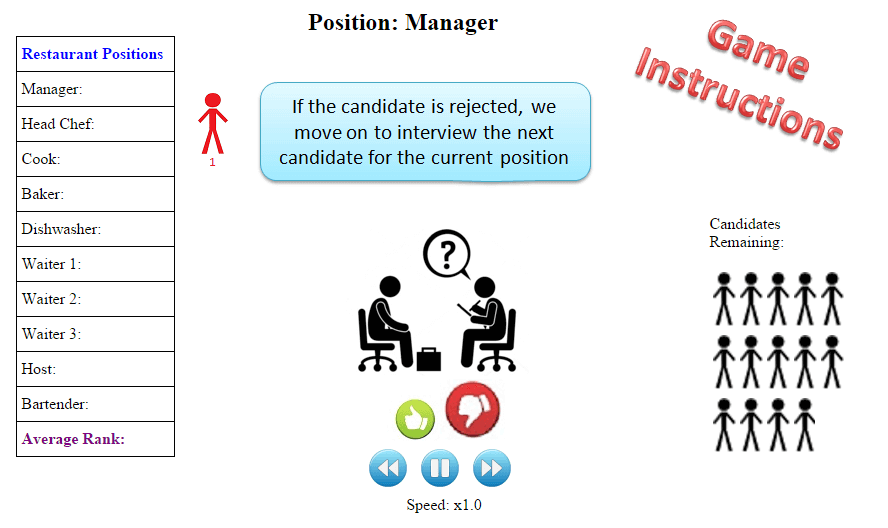 Position: Manager
Game
Instructions
Restaurant Positions
Manager:
Head Chef:
Cook:
Baker:
Dishwasher:
Waiter 1:
Waiter 2:
Waiter 3:
Host:
Bartender:
Average Rank:
1
If the candidate is rejected, we
move on to interview the next
candidate for the current position
?
Candidates
Remaining:
Speed: x1.0